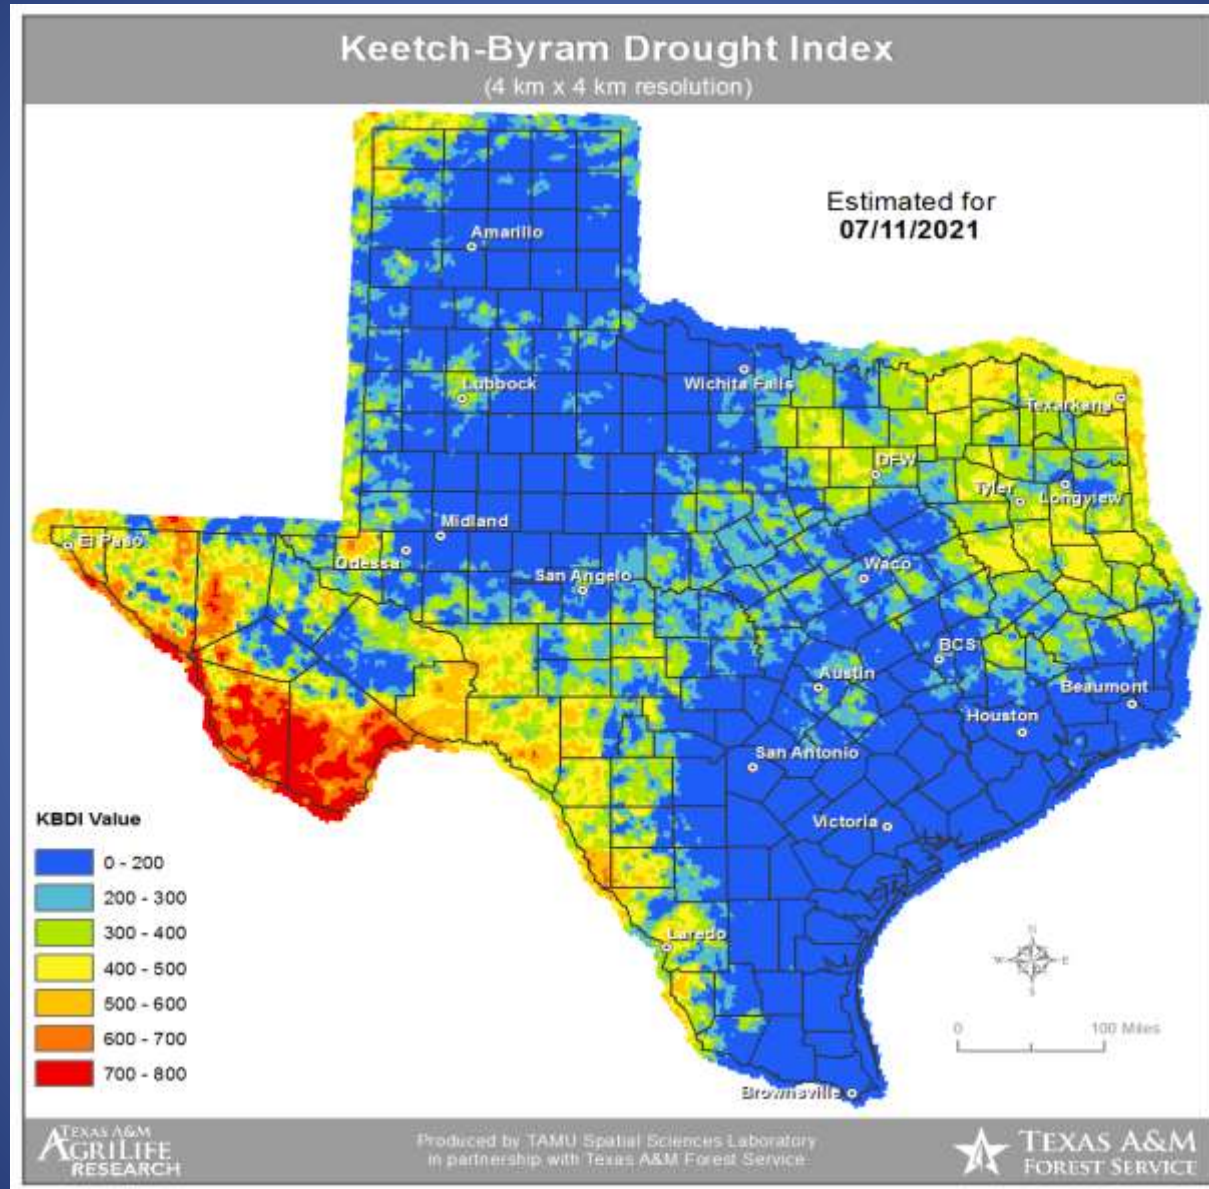 Keetch-Byram Drought Index
(4 km x 4 km resolution)
Estimated for
07/11/2021
Amarillo
Lubbock
Wichita Falls
Texarkana
DFW
Tyler
Longview
Midland
El Paso
Odessa
San Angelo
Waco
BCS
Austin
Beaumont
Houston
San Antonio
Victoria
Laredo
Brownsville
KBDI Value
0 - 200
200 - 300
300 - 400
400 - 500
500 - 600
600 - 700
700 - 800
N
W
E
S
0
100 Miles
TEXAS A&M
AGRILIFE
RESEARCH
Produced by TAMU Spatial Sciences Laboratory
in partnership with Texas A&M Forest Service
TEXAS A&M
FOREST SERVICE